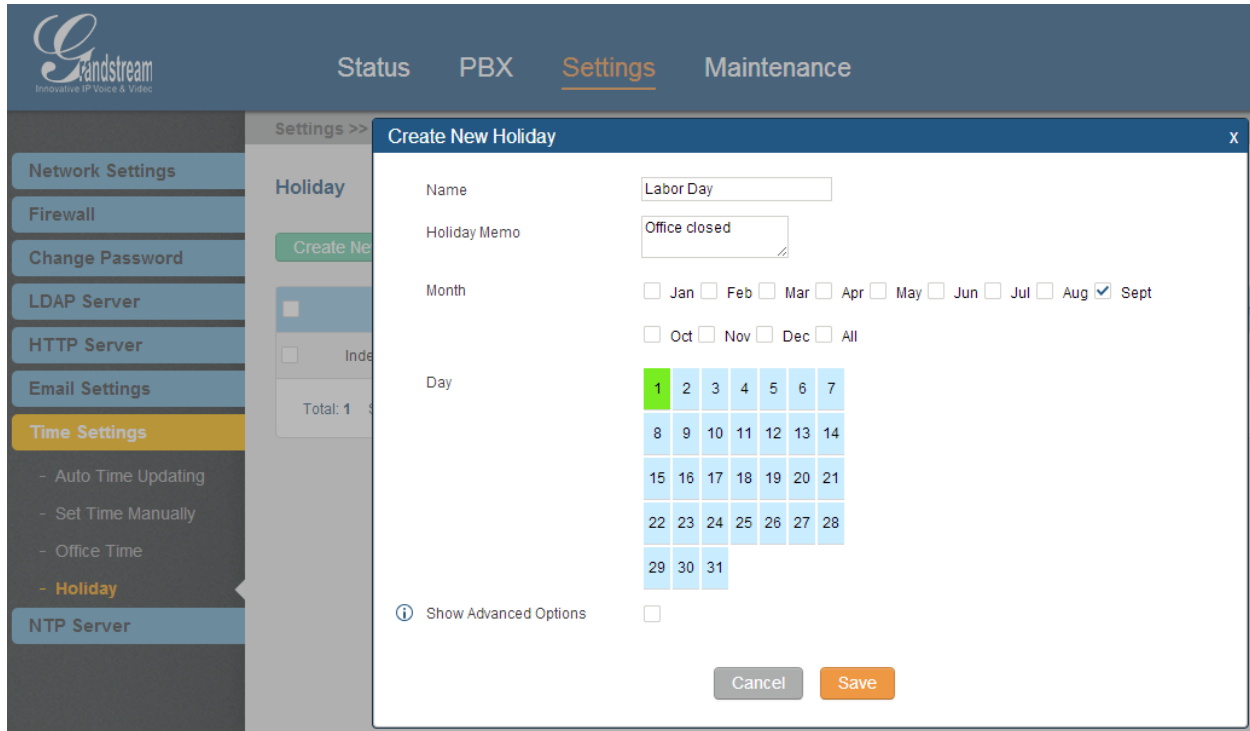 Grandstream
Innovative IP Voice & Video
Status PBX Settings Maintenance
Settings >>
Network Settings
Firewall
Change Password
LDAP Server
HTTP Server
Email Settings
Time Settings
- Auto Time Updating
- Set Time Manually
- Office Time
- Holiday
NTP Server
Holiday
Create Ne
Inde
Total: 1 S
Create New Holiday x
Name Labor Day
Holiday Memo Office closed
Month Jan Feb Mar Apr May Jun Jul Aug Sept
Oct Nov Dec All
Day 1 2 3 4 5 6 7
8 9 10 11 12 13 14
15 16 17 18 19 20 21
22 23 24 25 26 27 28
29 30 31
Show Advanced Options
Cancel Save